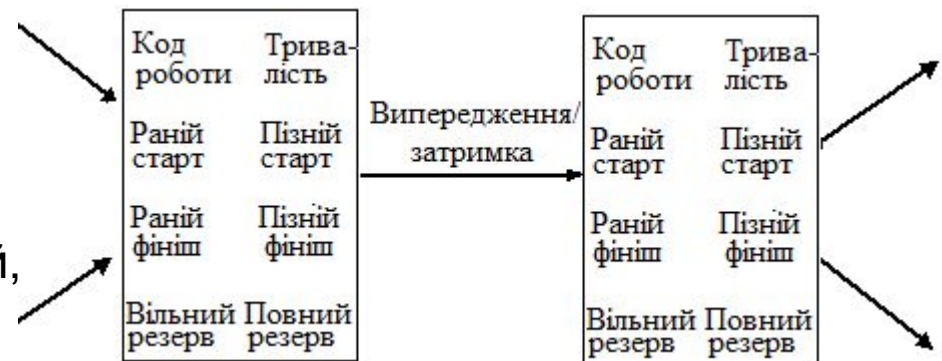 Код Трива-
роботи лість
Раній Пізній
старт старт
Раній Пізній
фініш фініш
Вільний Повний
резерв резерв
Випередження/
затримка
Код Трива-
роботи лість
Раній Пізній
старт старт
Раній Пізній
фініш фініш
Вільний Повний
резерв резерв
й,